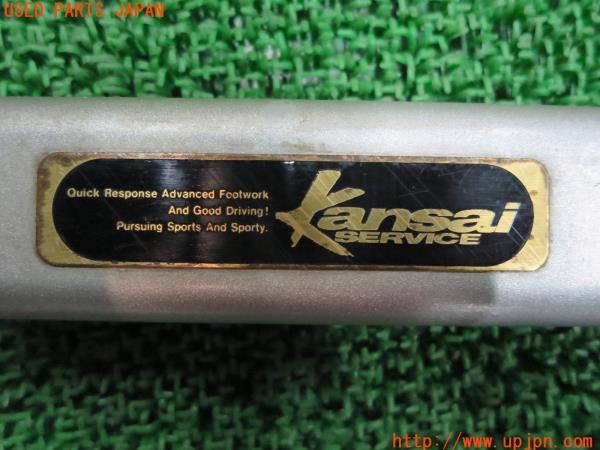 USED PARTS JAPAN
Quick Response Advanced Footwork
And Good Driving!
Pursuing Sports And Sporty.
Kansai
SERVICE
http://www.upjpn.com/